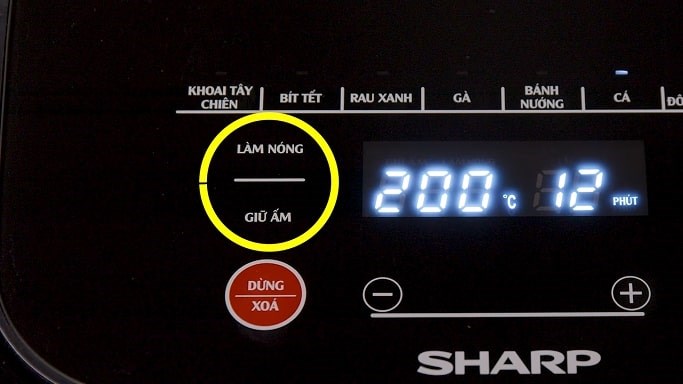 KHOAI TÂY
CHIÊN
BÍT TẾT
RAU XANH
GÀ
BÁNH
NƯỚNG
CÁ
LÀM NÓNG
GIỮ ẤM
200 °C 12 PHÚT
DỪNG
XOÁ
− +
SHARP